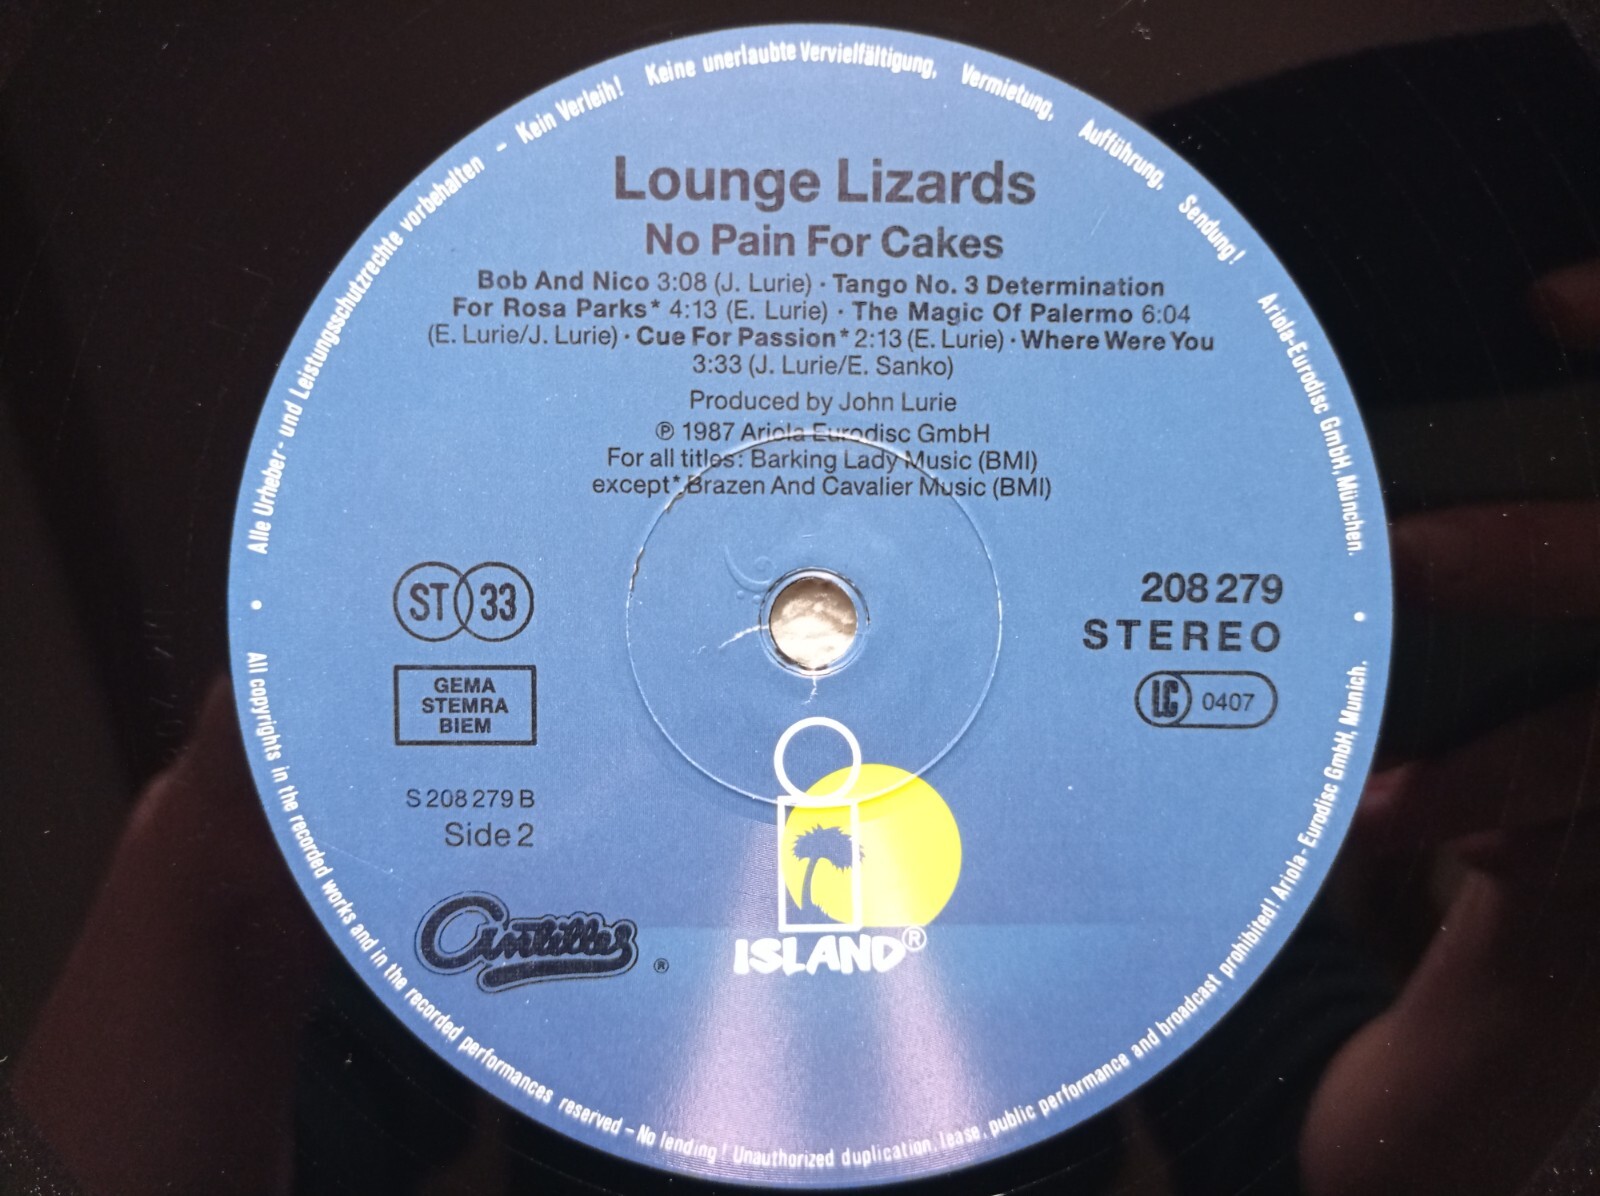 Alle Urheber- und Leistungsschutzrechte vorbehalten – Kein Verleih! Keine unerlaubte Vervielfältigung, Vermietung, Aufführung, Sendung! Ariola-Eurodisc GmbH, München.
Lounge Lizards
No Pain For Cakes
Bob And Nico 3:08 (J. Lurie) · Tango No. 3 Determination
For Rosa Parks* 4:13 (E. Lurie) · The Magic Of Palermo 6:04
(E. Lurie/J. Lurie) · Cue For Passion* 2:13 (E. Lurie) · Where Were You
3:33 (J. Lurie/E. Sanko)
Produced by John Lurie
℗ 1987 Ariola Eurodisc GmbH
For all titles: Barking Lady Music (BMI)
except*, Brazen And Cavalier Music (BMI)
ST 33
GEMA
STEMRA
BIEM
S 208 279 B
Side 2
208 279
STEREO
LC 0407
Antilles ®
ISLAND®
All copyrights in the recorded works and in the recorded performances reserved – No lending! Unauthorized duplication, lease, public performance and broadcast prohibited! Ariola-Eurodisc GmbH, Munich.